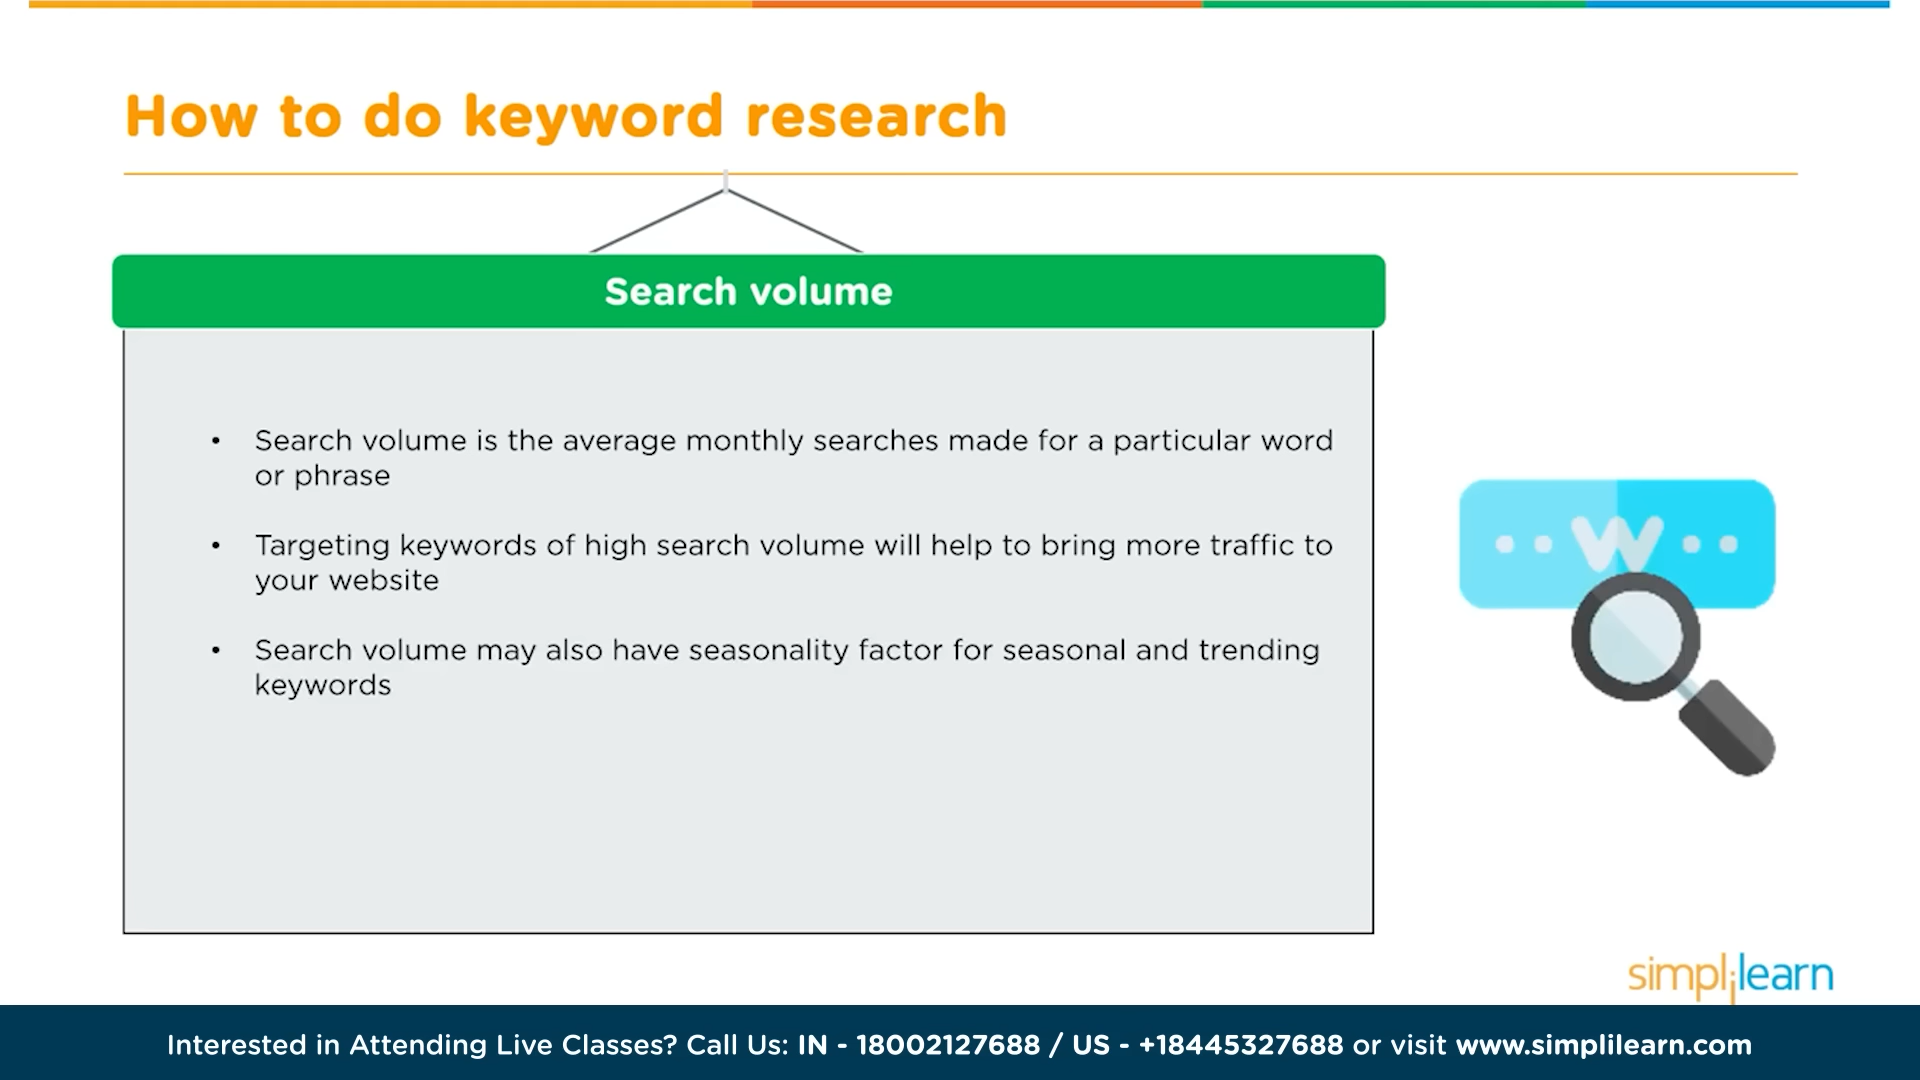 How to do keyword research
Search volume
• Search volume is the average monthly searches made for a particular word
or phrase
• Targeting keywords of high search volume will help to bring more traffic to
your website
• Search volume may also have seasonality factor for seasonal and trending
keywords
W
simplilearn
Interested in Attending Live Classes? Call Us: IN - 18002127688 / US - +18445327688 or visit www.simplilearn.com